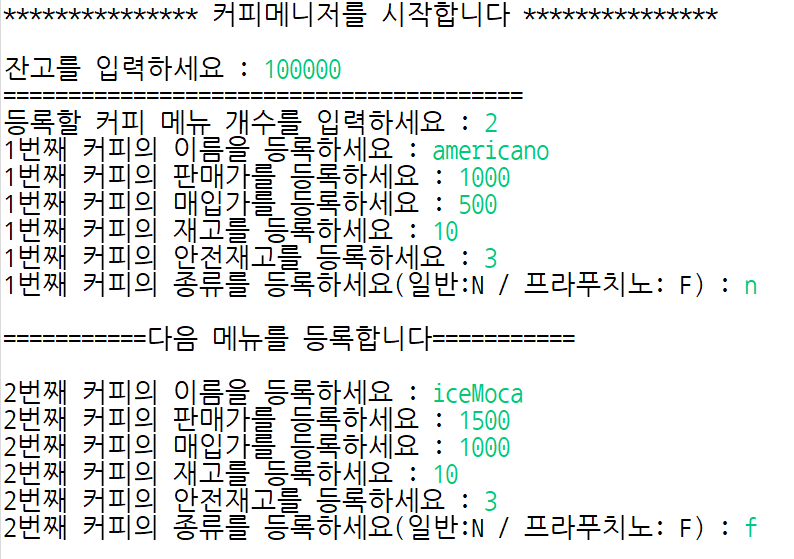 *************** 커피메니저를 시작합니다 ***************
잔고를 입력하세요 : 100000
========================================
등록할 커피 메뉴 개수를 입력하세요 : 2
1번째 커피의 이름을 등록하세요 : americano
1번째 커피의 판매가를 등록하세요 : 1000
1번째 커피의 매입가를 등록하세요 : 500
1번째 커피의 재고를 등록하세요 : 10
1번째 커피의 안전재고를 등록하세요 : 3
1번째 커피의 종류를 등록하세요(일반:N / 프라푸치노: F) : n
===========다음 메뉴를 등록합니다===========
2번째 커피의 이름을 등록하세요 : iceMoca
2번째 커피의 판매가를 등록하세요 : 1500
2번째 커피의 매입가를 등록하세요 : 1000
2번째 커피의 재고를 등록하세요 : 10
2번째 커피의 안전재고를 등록하세요 : 3
2번째 커피의 종류를 등록하세요(일반:N / 프라푸치노: F) : f